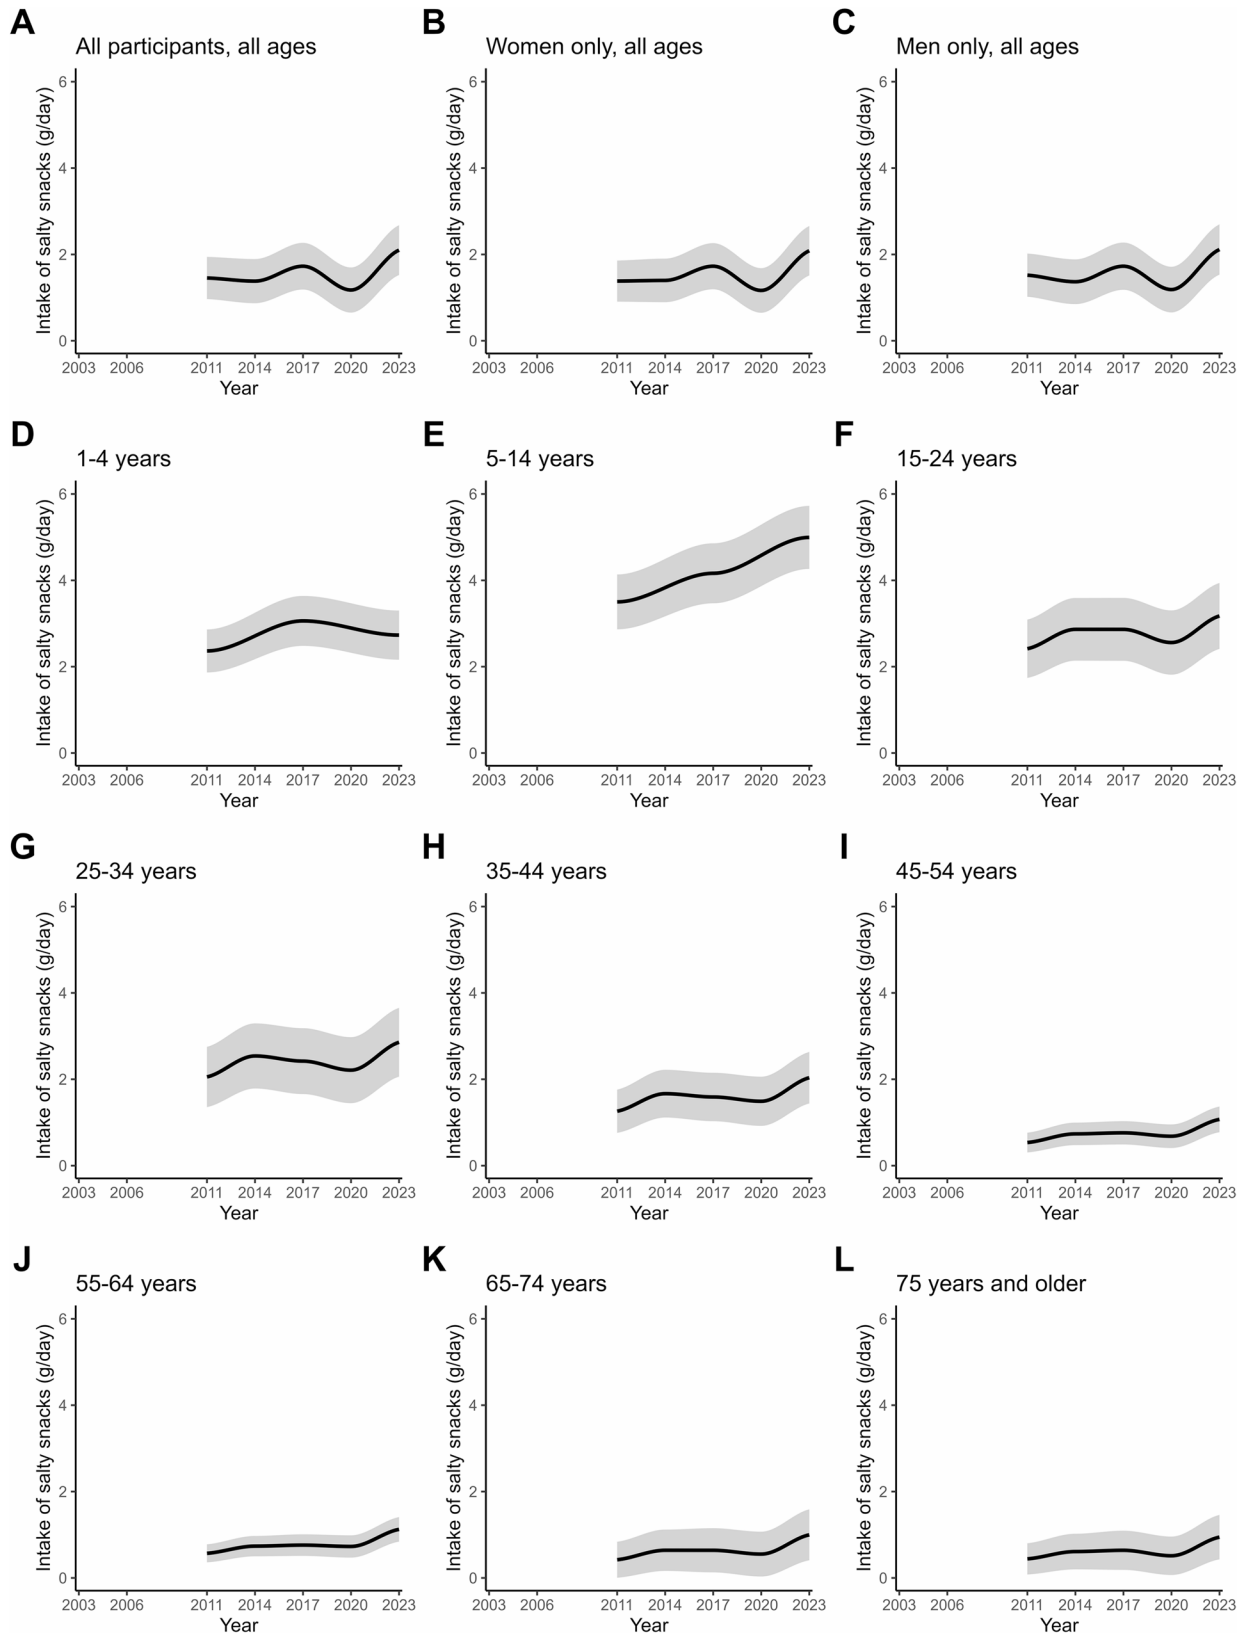 A
All participants, all ages
Intake of salty snacks (g/day)
6
4
2
0
2003 2006 2011 2014 2017 2020 2023
Year
B
Women only, all ages
Intake of salty snacks (g/day)
6
4
2
0
2003 2006 2011 2014 2017 2020 2023
Year
C
Men only, all ages
Intake of salty snacks (g/day)
6
4
2
0
2003 2006 2011 2014 2017 2020 2023
Year
D
1-4 years
Intake of salty snacks (g/day)
6
4
2
0
2003 2006 2011 2014 2017 2020 2023
Year
E
5-14 years
Intake of salty snacks (g/day)
6
4
2
0
2003 2006 2011 2014 2017 2020 2023
Year
F
15-24 years
Intake of salty snacks (g/day)
6
4
2
0
2003 2006 2011 2014 2017 2020 2023
Year
G
25-34 years
Intake of salty snacks (g/day)
6
4
2
0
2003 2006 2011 2014 2017 2020 2023
Year
H
35-44 years
Intake of salty snacks (g/day)
6
4
2
0
2003 2006 2011 2014 2017 2020 2023
Year
I
45-54 years
Intake of salty snacks (g/day)
6
4
2
0
2003 2006 2011 2014 2017 2020 2023
Year
J
55-64 years
Intake of salty snacks (g/day)
6
4
2
0
2003 2006 2011 2014 2017 2020 2023
Year
K
65-74 years
Intake of salty snacks (g/day)
6
4
2
0
2003 2006 2011 2014 2017 2020 2023
Year
L
75 years and older
Intake of salty snacks (g/day)
6
4
2
0
2003 2006 2011 2014 2017 2020 2023
Year